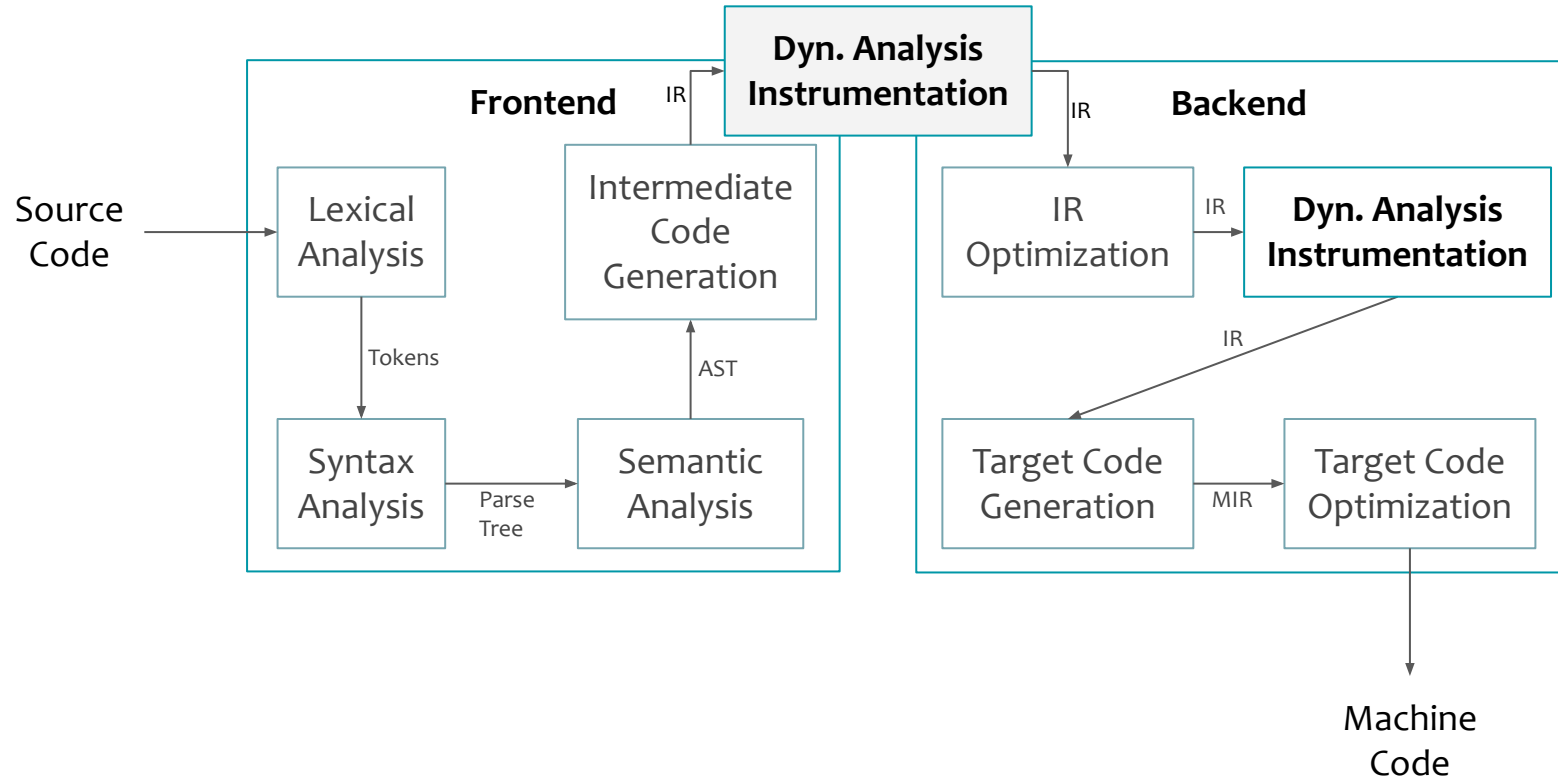 Dyn. Analysis
Instrumentation
Frontend
IR
IR
Backend
Source
Code
Lexical
Analysis
Intermediate
Code
Generation
IR
Optimization
IR
Dyn. Analysis
Instrumentation
Tokens
AST
IR
Syntax
Analysis
Parse
Tree
Semantic
Analysis
Target Code
Generation
MIR
Target Code
Optimization
Machine
Code